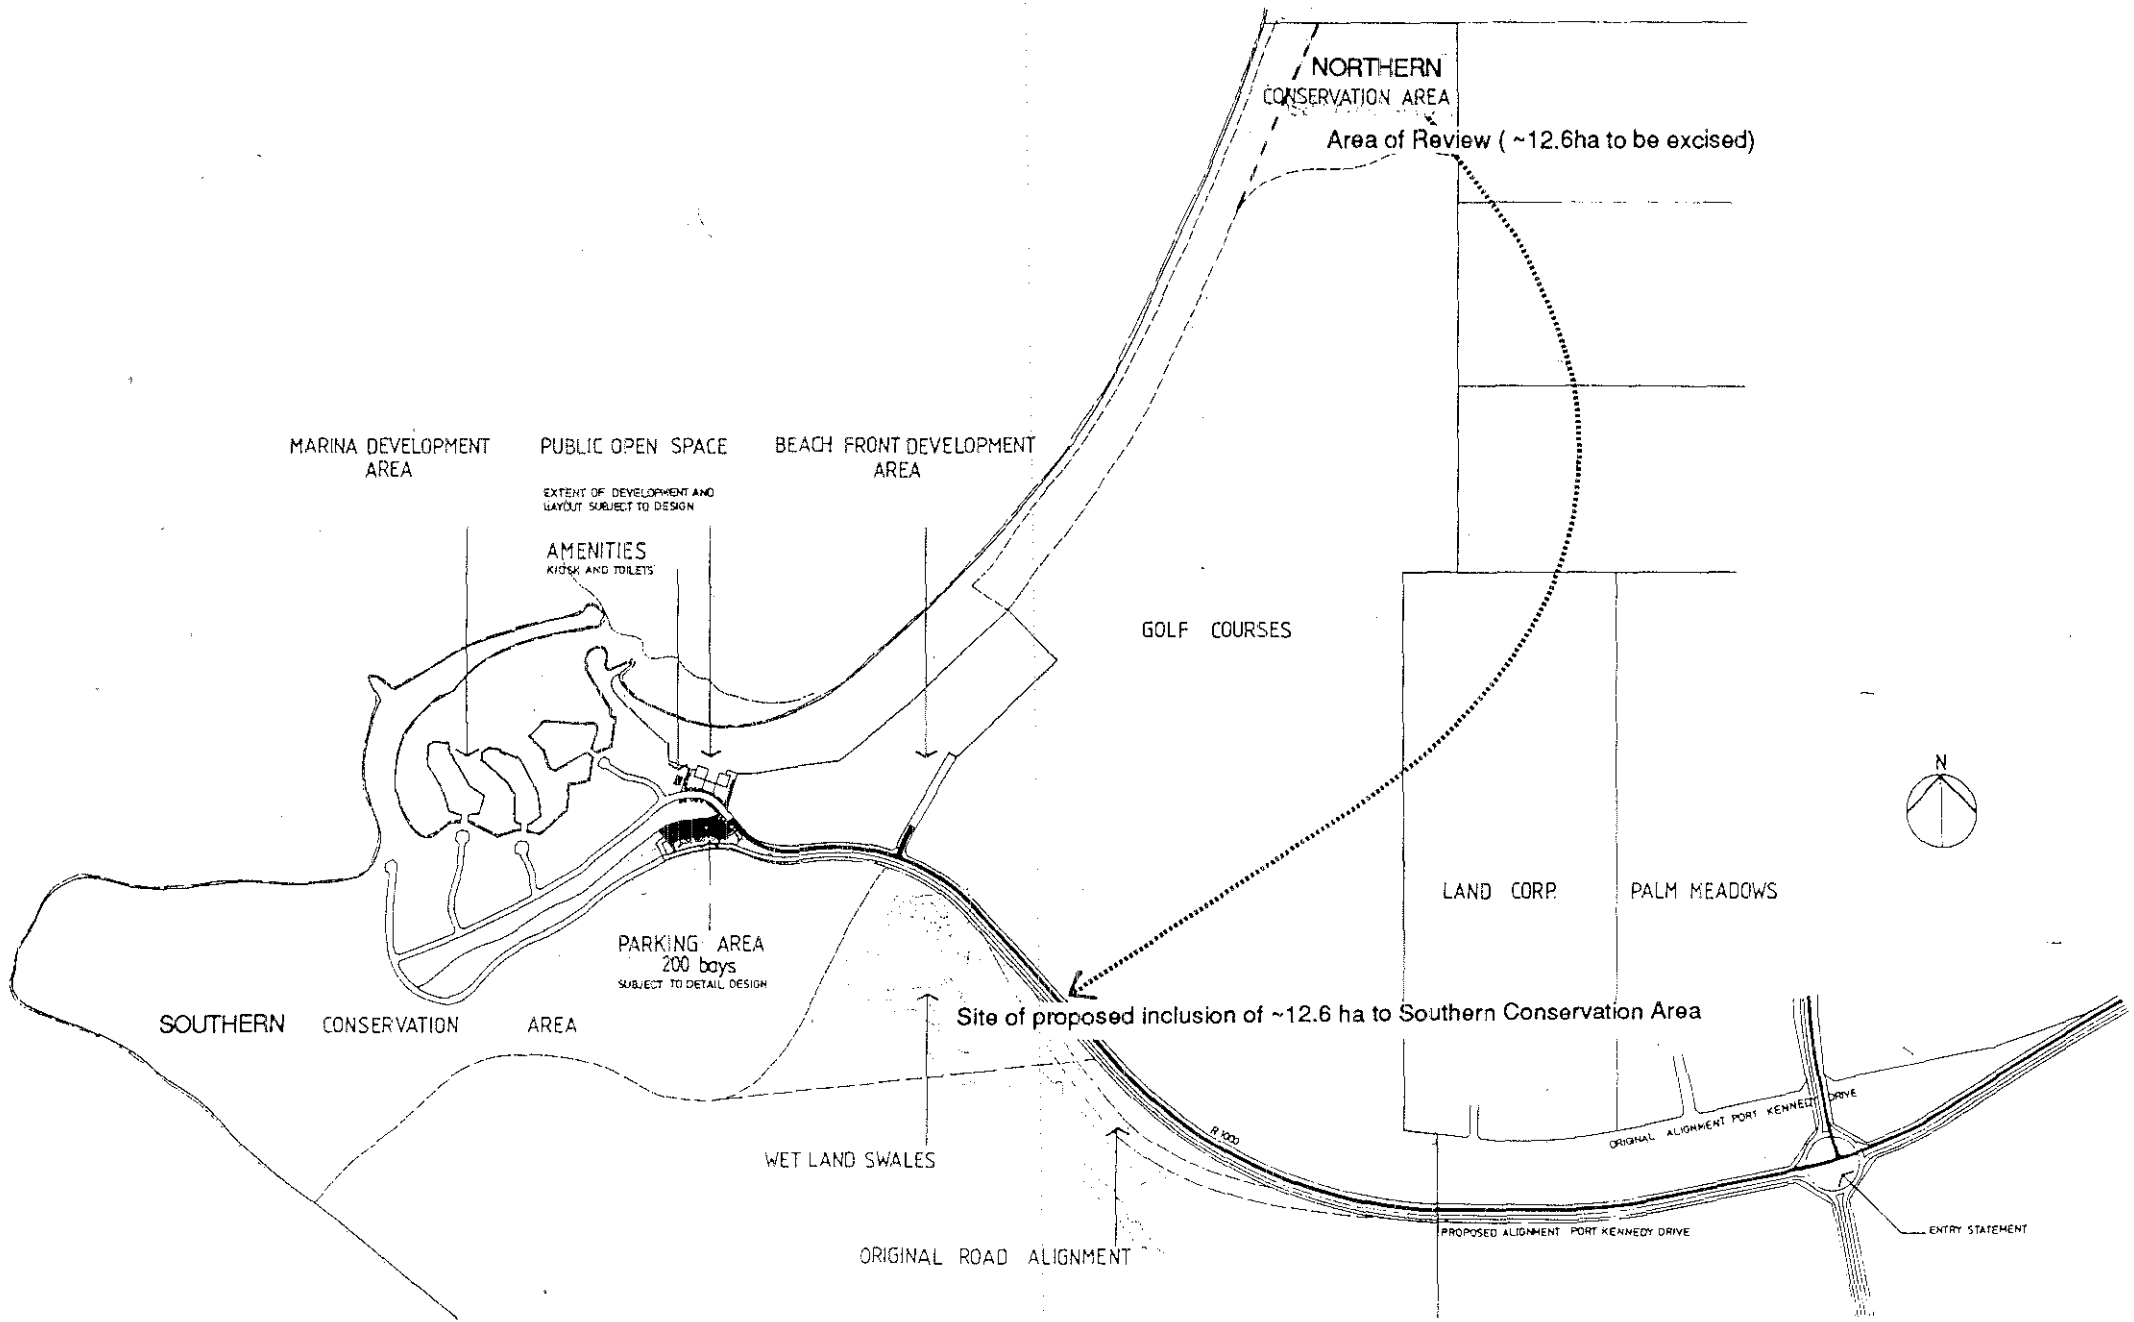 NORTHERN
CONSERVATION AREA
Area of Review ( ~12.6ha to be excised)
MARINA DEVELOPMENT
AREA
PUBLIC OPEN SPACE
EXTENT OF DEVELOPMENT AND
LAYOUT SUBJECT TO DESIGN
BEACH FRONT DEVELOPMENT
AREA
AMENITIES
KIOSK AND TOILETS
GOLF COURSES
N
LAND CORP.
PALM MEADOWS
PARKING AREA
200 bays
SUBJECT TO DETAIL DESIGN
SOUTHERN CONSERVATION AREA
Site of proposed inclusion of ~12.6 ha to Southern Conservation Area
WET LAND SWALES
R 1000
ORIGINAL ALIGNMENT PORT KENNEDY DRIVE
ORIGINAL ROAD ALIGNMENT
PROPOSED ALIGNMENT PORT KENNEDY DRIVE
ENTRY STATEMENT